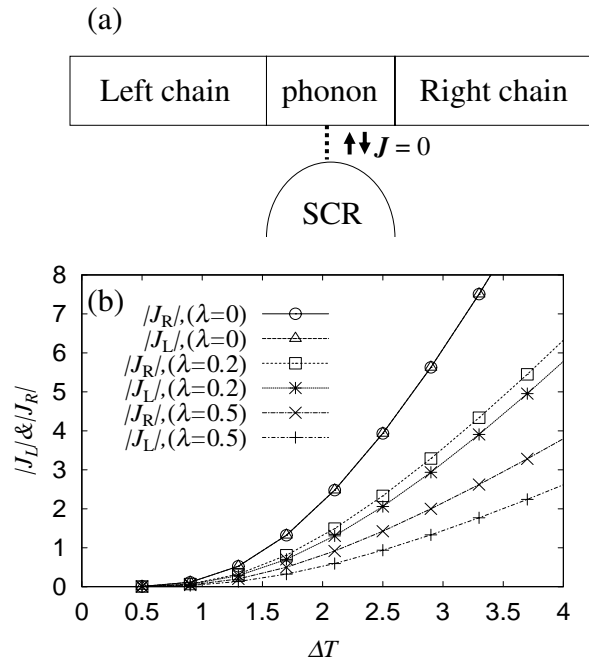 (a)
Left chain phonon Right chain
J = 0
SCR
(b)
|J_R|,(λ=0)
|J_L|,(λ=0)
|J_R|,(λ=0.2)
|J_L|,(λ=0.2)
|J_R|,(λ=0.5)
|J_L|,(λ=0.5)
|J_L|&|J_R|
8
7
6
5
4
3
2
1
0
0 0.5 1 1.5 2 2.5 3 3.5 4
ΔT